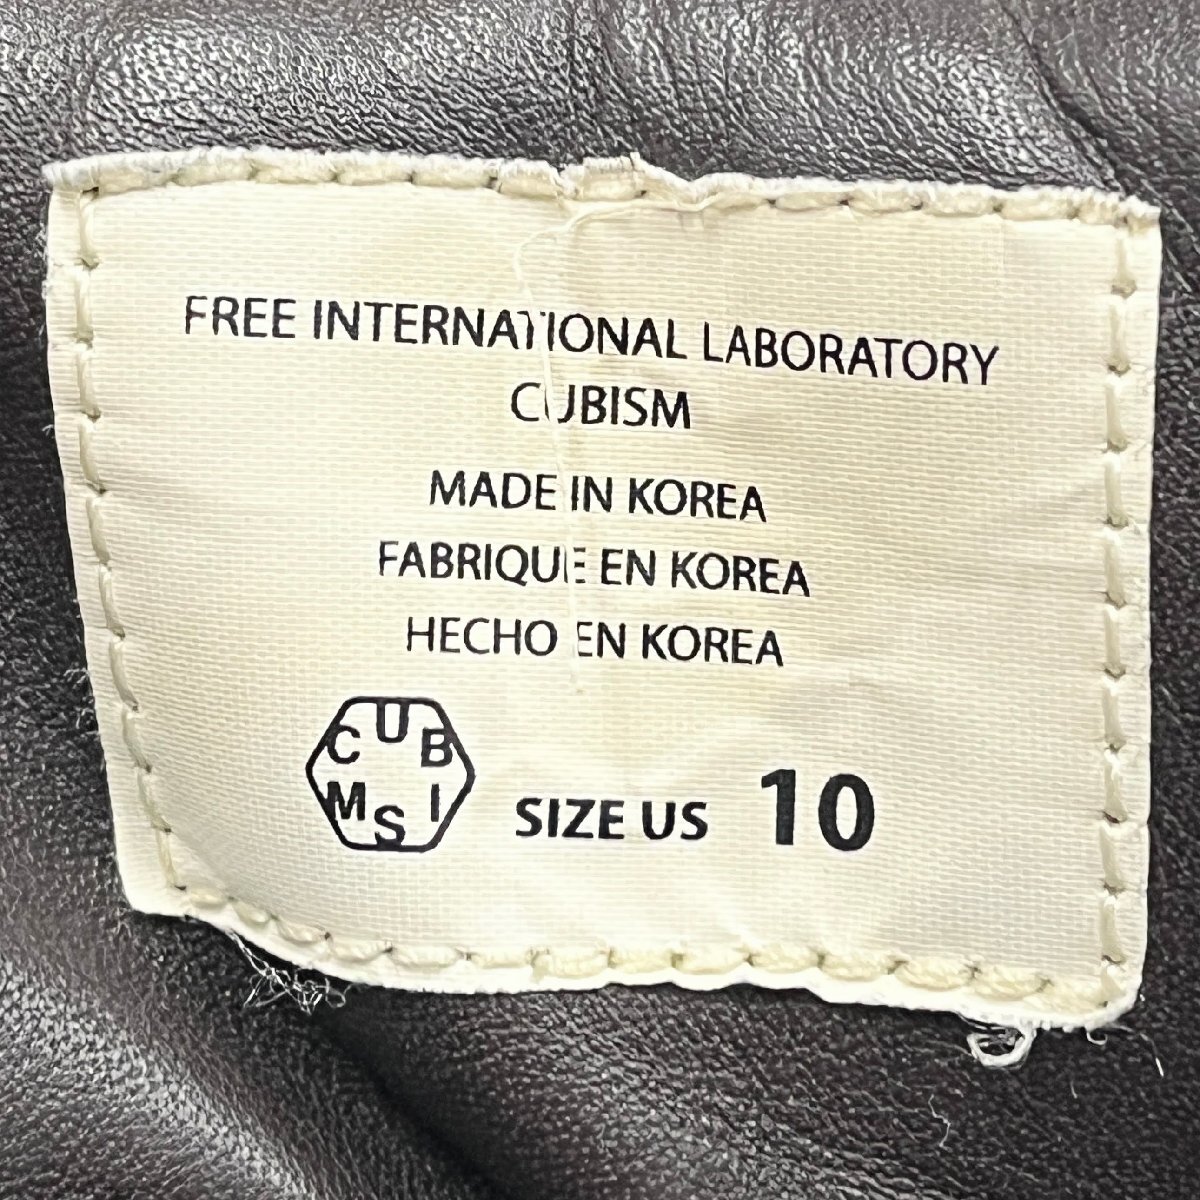 FREE INTERNATIONAL LABORATORY
CUBISM
MADE IN KOREA
FABRIQUE EN KOREA
HECHO EN KOREA
CUBISM
SIZE US 10